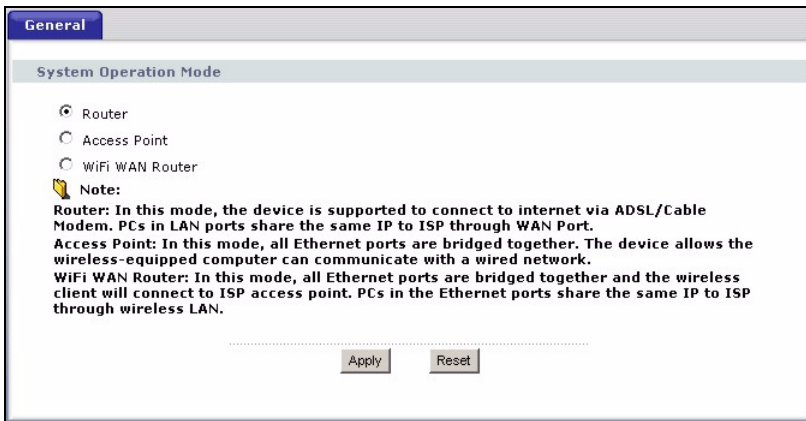 General
System Operation Mode
Router
Access Point
WiFi WAN Router
Note:
Router: In this mode, the device is supported to connect to internet via ADSL/Cable
Modem. PCs in LAN ports share the same IP to ISP through WAN Port.
Access Point: In this mode, all Ethernet ports are bridged together. The device allows the
wireless-equipped computer can communicate with a wired network.
WiFi WAN Router: In this mode, all Ethernet ports are bridged together and the wireless
client will connect to ISP access point. PCs in the Ethernet ports share the same IP to ISP
through wireless LAN.
Apply Reset